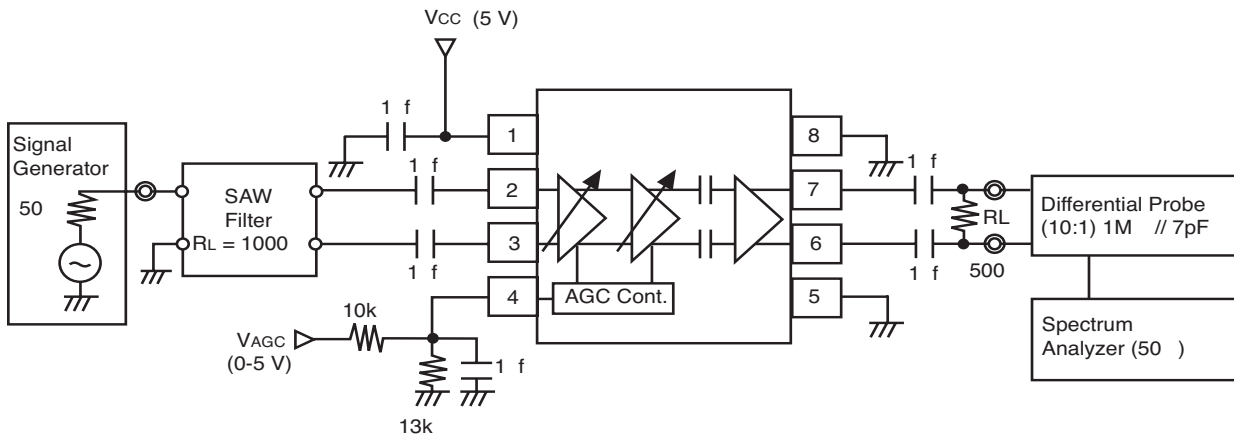 VCC (5 V)
1 f
1
8
Signal
Generator
50
SAW
Filter
RL = 1000
1 f
2
7
1 f
3
6
1 f
1 f
RL
500
Differential Probe
(10:1) 1M // 7pF
4
AGC Cont.
5
10k
VAGC
(0-5 V)
1 f
13k
Spectrum
Analyzer (50 )